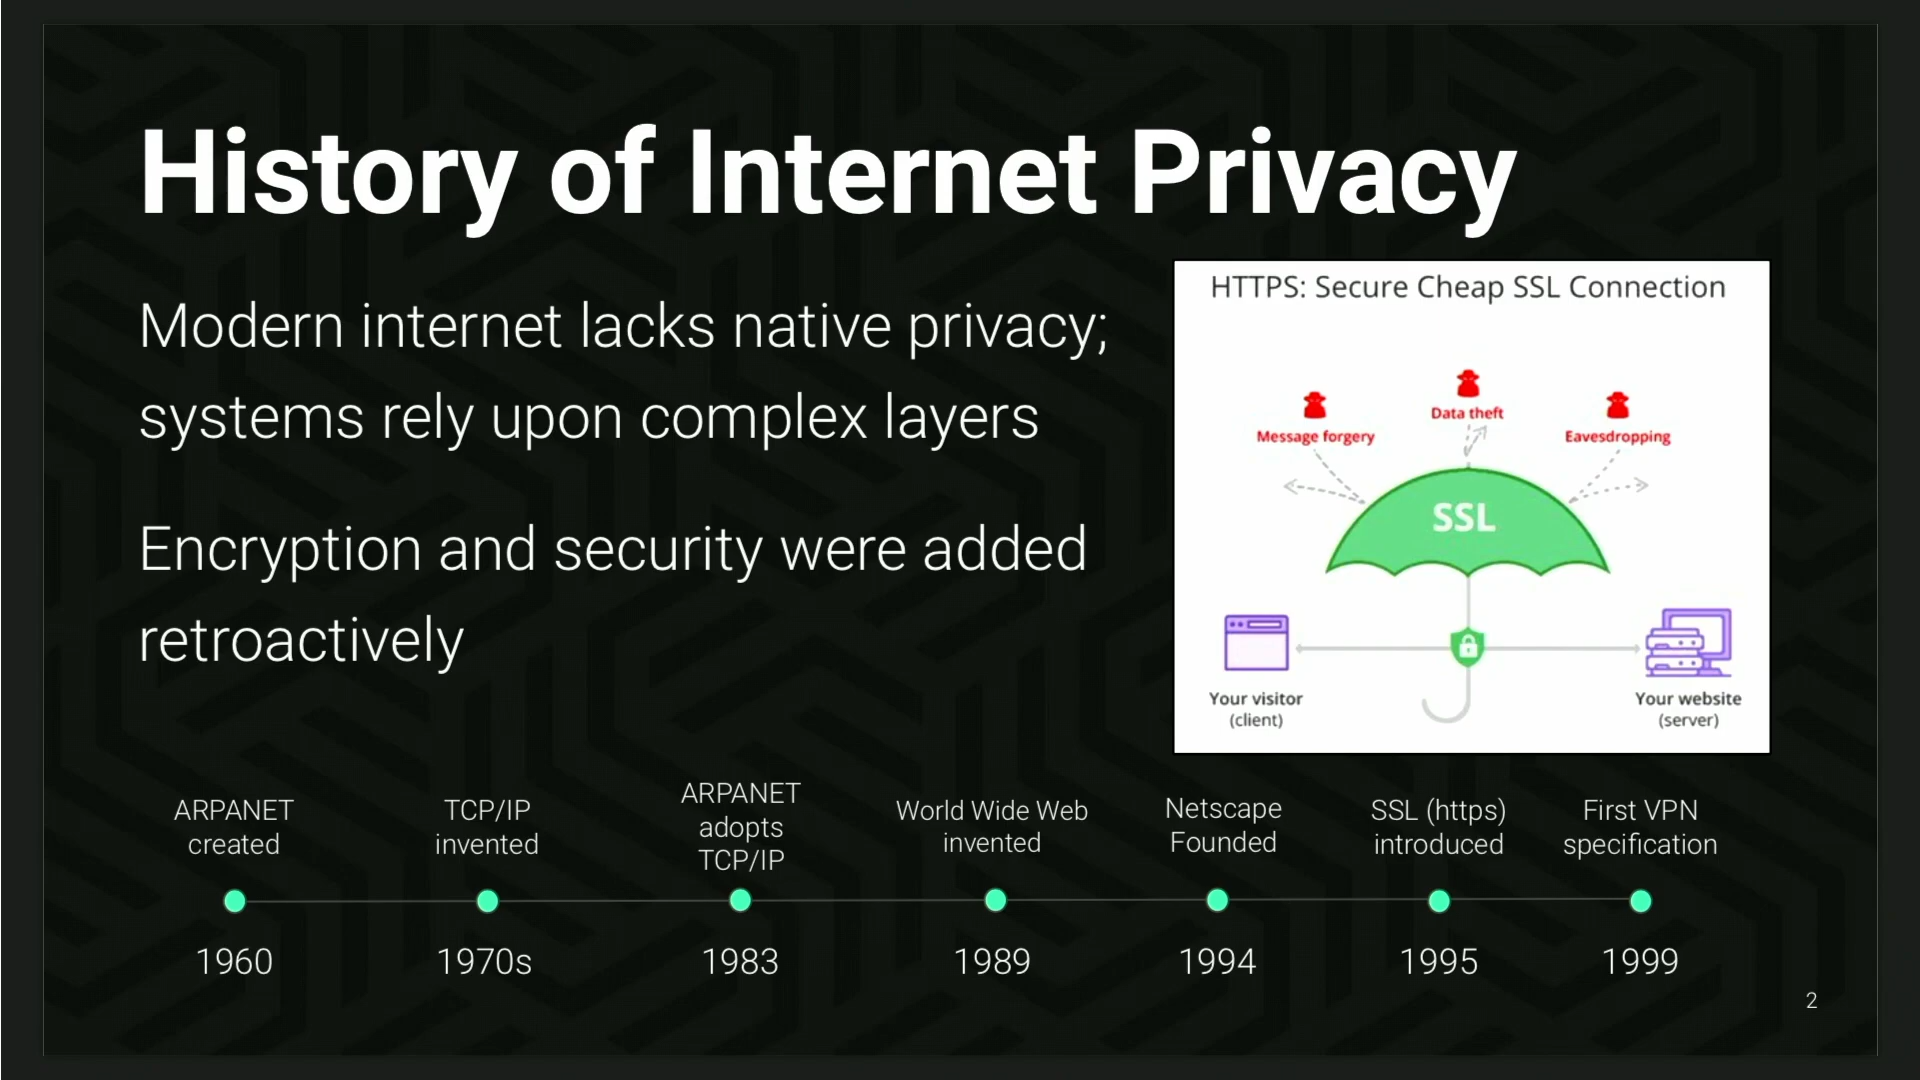 History of Internet Privacy
Modern internet lacks native privacy;
systems rely upon complex layers
Encryption and security were added
retroactively
HTTPS: Secure Cheap SSL Connection
Data theft
Message forgery
Eavesdropping
SSL
Your visitor
(client)
Your website
(server)
ARPANET
created
1960
TCP/IP
invented
1970s
ARPANET
adopts
TCP/IP
1983
World Wide Web
invented
1989
Netscape
Founded
1994
SSL (https)
introduced
1995
First VPN
specification
1999
2